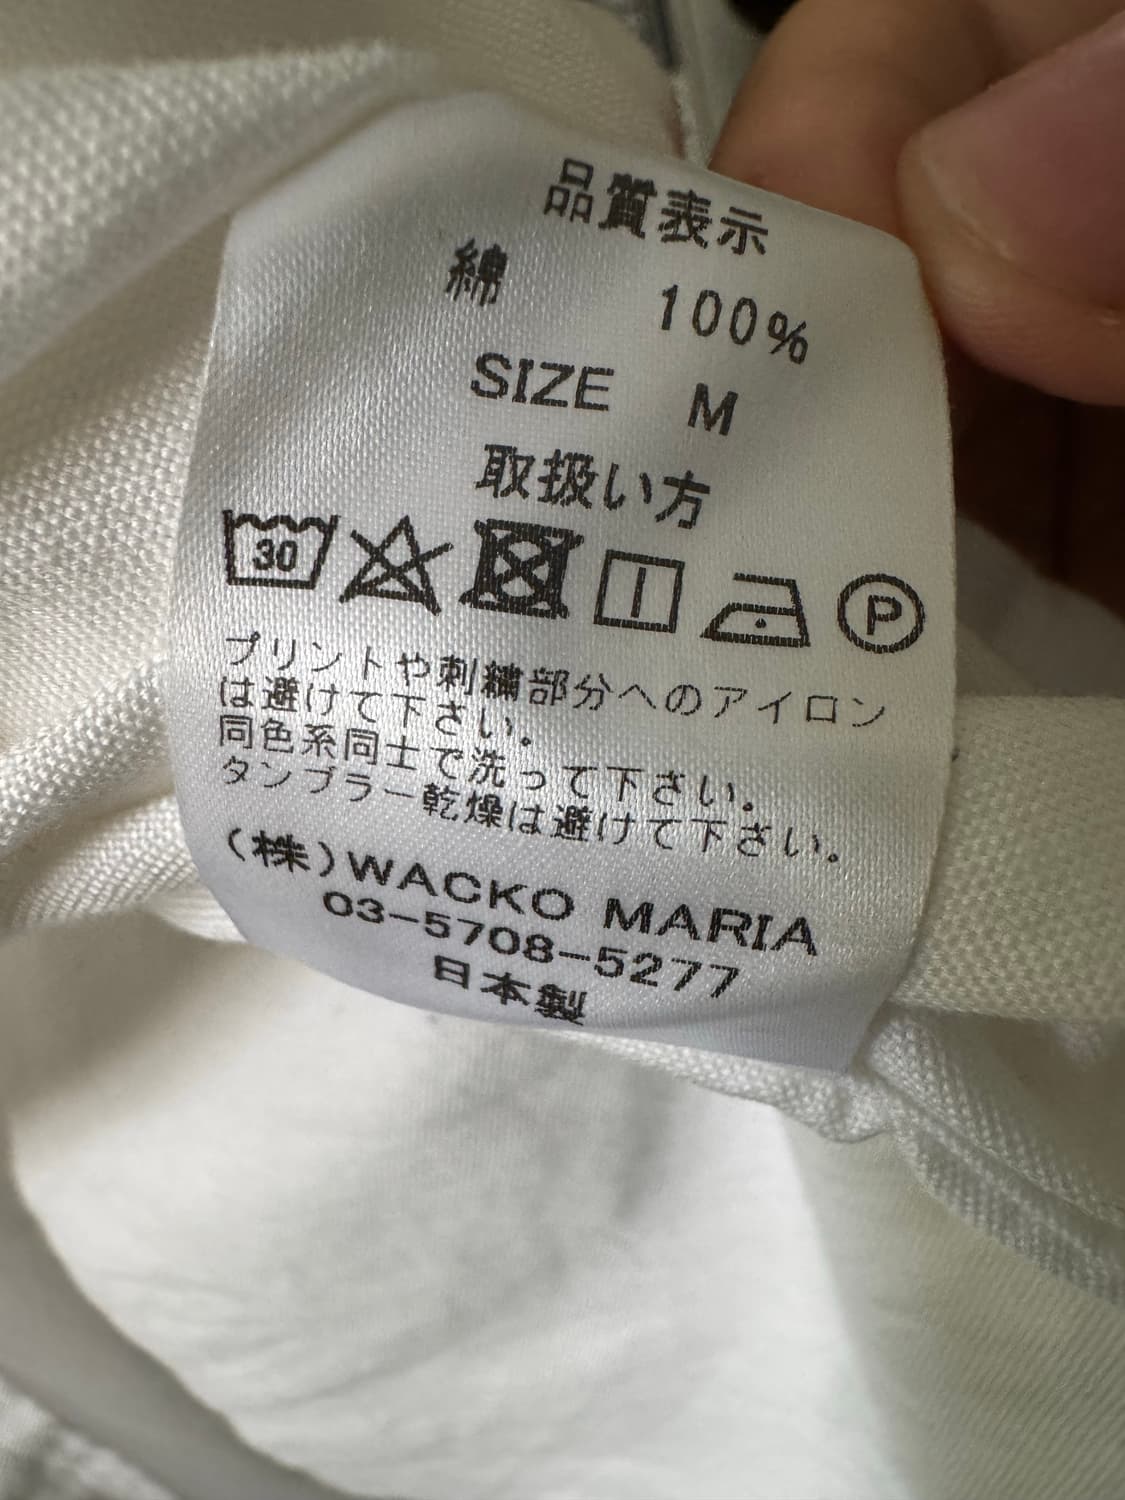 品質表示
綿 100%
SIZE M
取扱い方
30 P
プリントや刺繍部分へのアイロン
は避けて下さい。
同色系同士で洗って下さい。
タンブラー乾燥は避けて下さい。
(株)WACKO MARIA
03-5708-5277
日本製